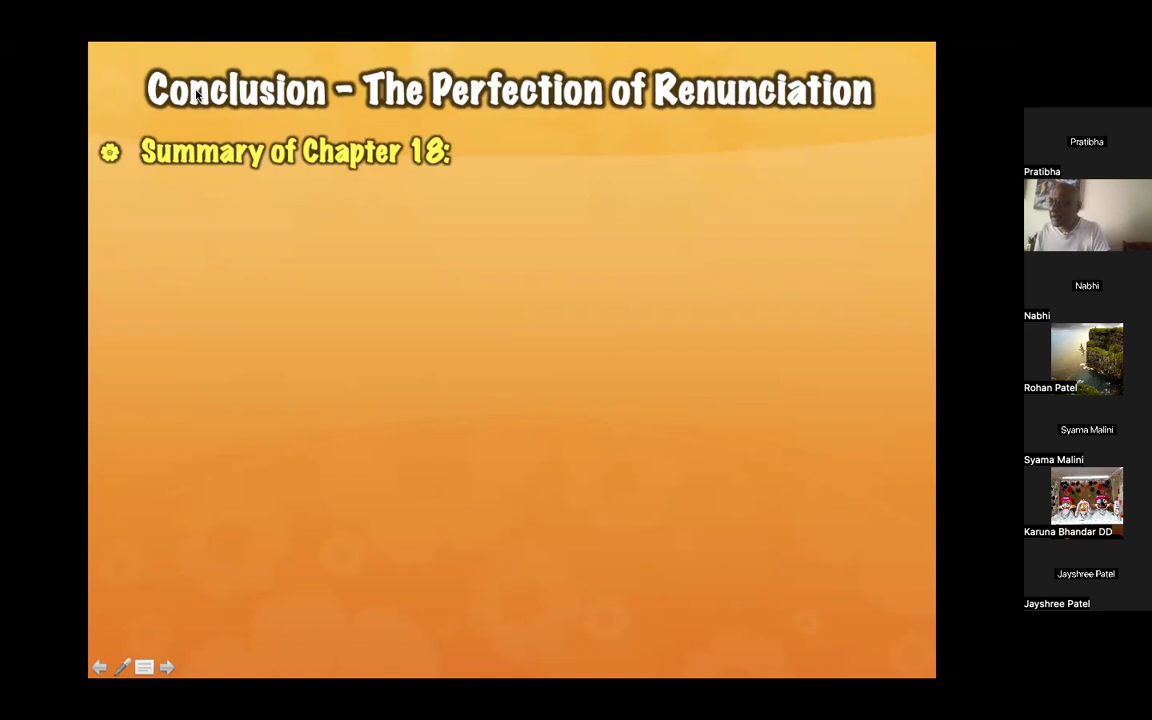 Conclusion - The Perfection of Renunciation
Summary of Chapter 18:
Pratibha
Pratibha
Nabhi
Nabhi
Rohan Patel
Syama Malini
Syama Malini
Karuna Bhandar DD
Jayshree Patel
Jayshree Patel